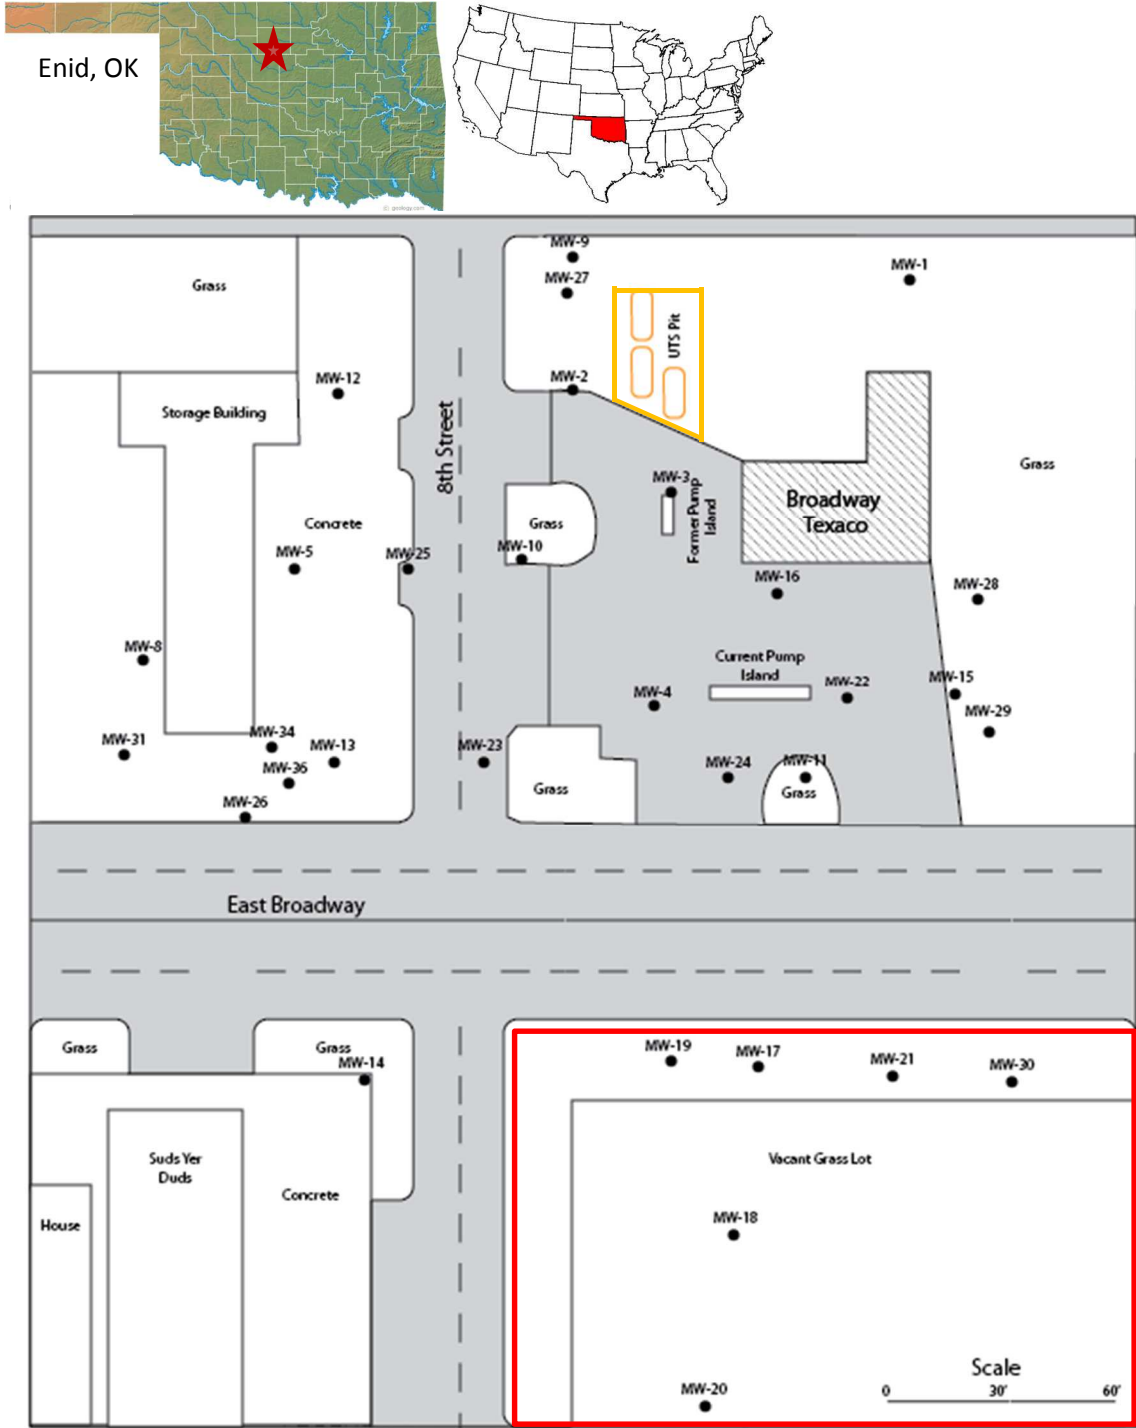 Enid, OK
(C) geology.com
MW-9
MW-27
MW-1
Grass
UTS Pit
MW-12
MW-2
Storage Building
8th Street
Grass
MW-3
Former Pump
Island
Broadway
Texaco
Concrete
Grass
MW-10
MW-5
MW-25
MW-16
MW-28
MW-8
Current Pump
Island
MW-4
MW-22
MW-15
MW-29
MW-31
MW-34
MW-13
MW-23
MW-36
MW-24
MW-11
Grass
Grass
MW-26
East Broadway
Grass
Grass
MW-14
MW-19
MW-17
MW-21
MW-30
Suds Yer
Duds
Vacant Grass Lot
Concrete
House
MW-18
Scale
0 30' 60'
MW-20